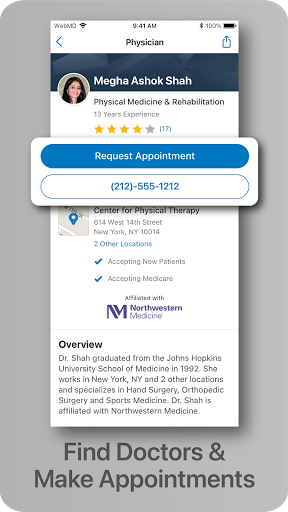 WebMD 9:41 AM 100%
Physician
Megha Ashok Shah
Physical Medicine & Rehabilitation
13 Years Experience
(17)
Request Appointment
(212)-555-1212
Center for Physical Therapy
614 West 14th Street
New York, NY 10014
2 Other Locations
Accepting New Patients
Accepting Medicare
Affiliated with
NM Northwestern
Medicine®
Overview
Dr. Shah graduated from the Johns Hopkins
University School of Medicine in 1992. She
works in New York, NY and 2 other locations
and specializes in Hand Surgery, Orthopedic
Surgery and Sports Medicine. Dr. Shah is
affiliated with Northwestern Medicine.
Find Doctors &
Make Appointments